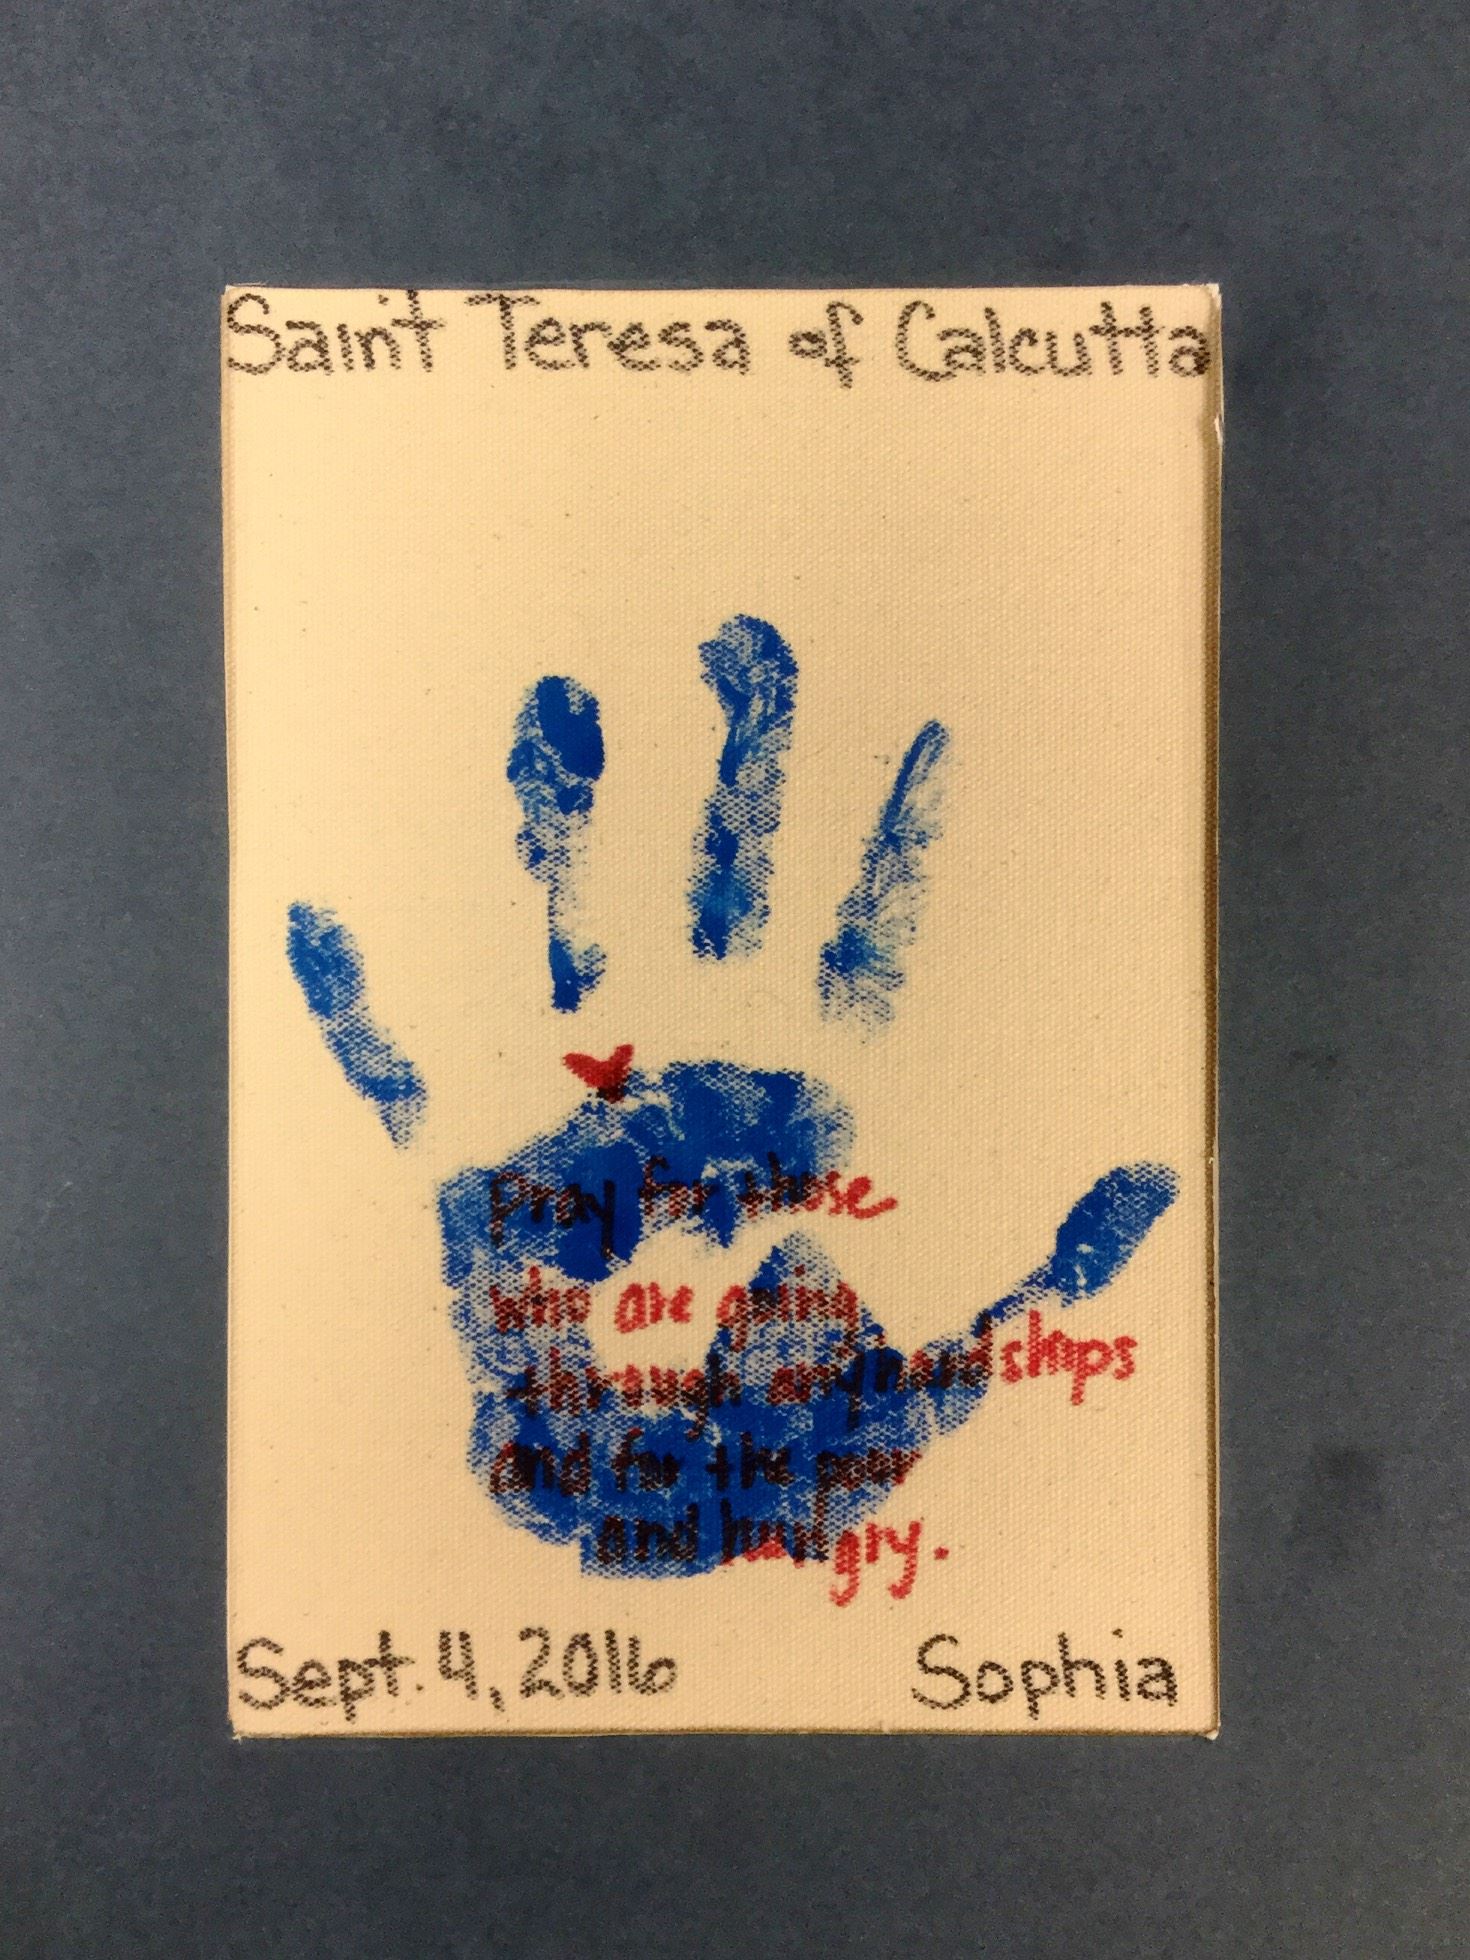 Saint Teresa of Calcutta
Pray for those
who are going
through any hardships
and for the poor
and hungry.
Sept. 4, 2016 Sophia